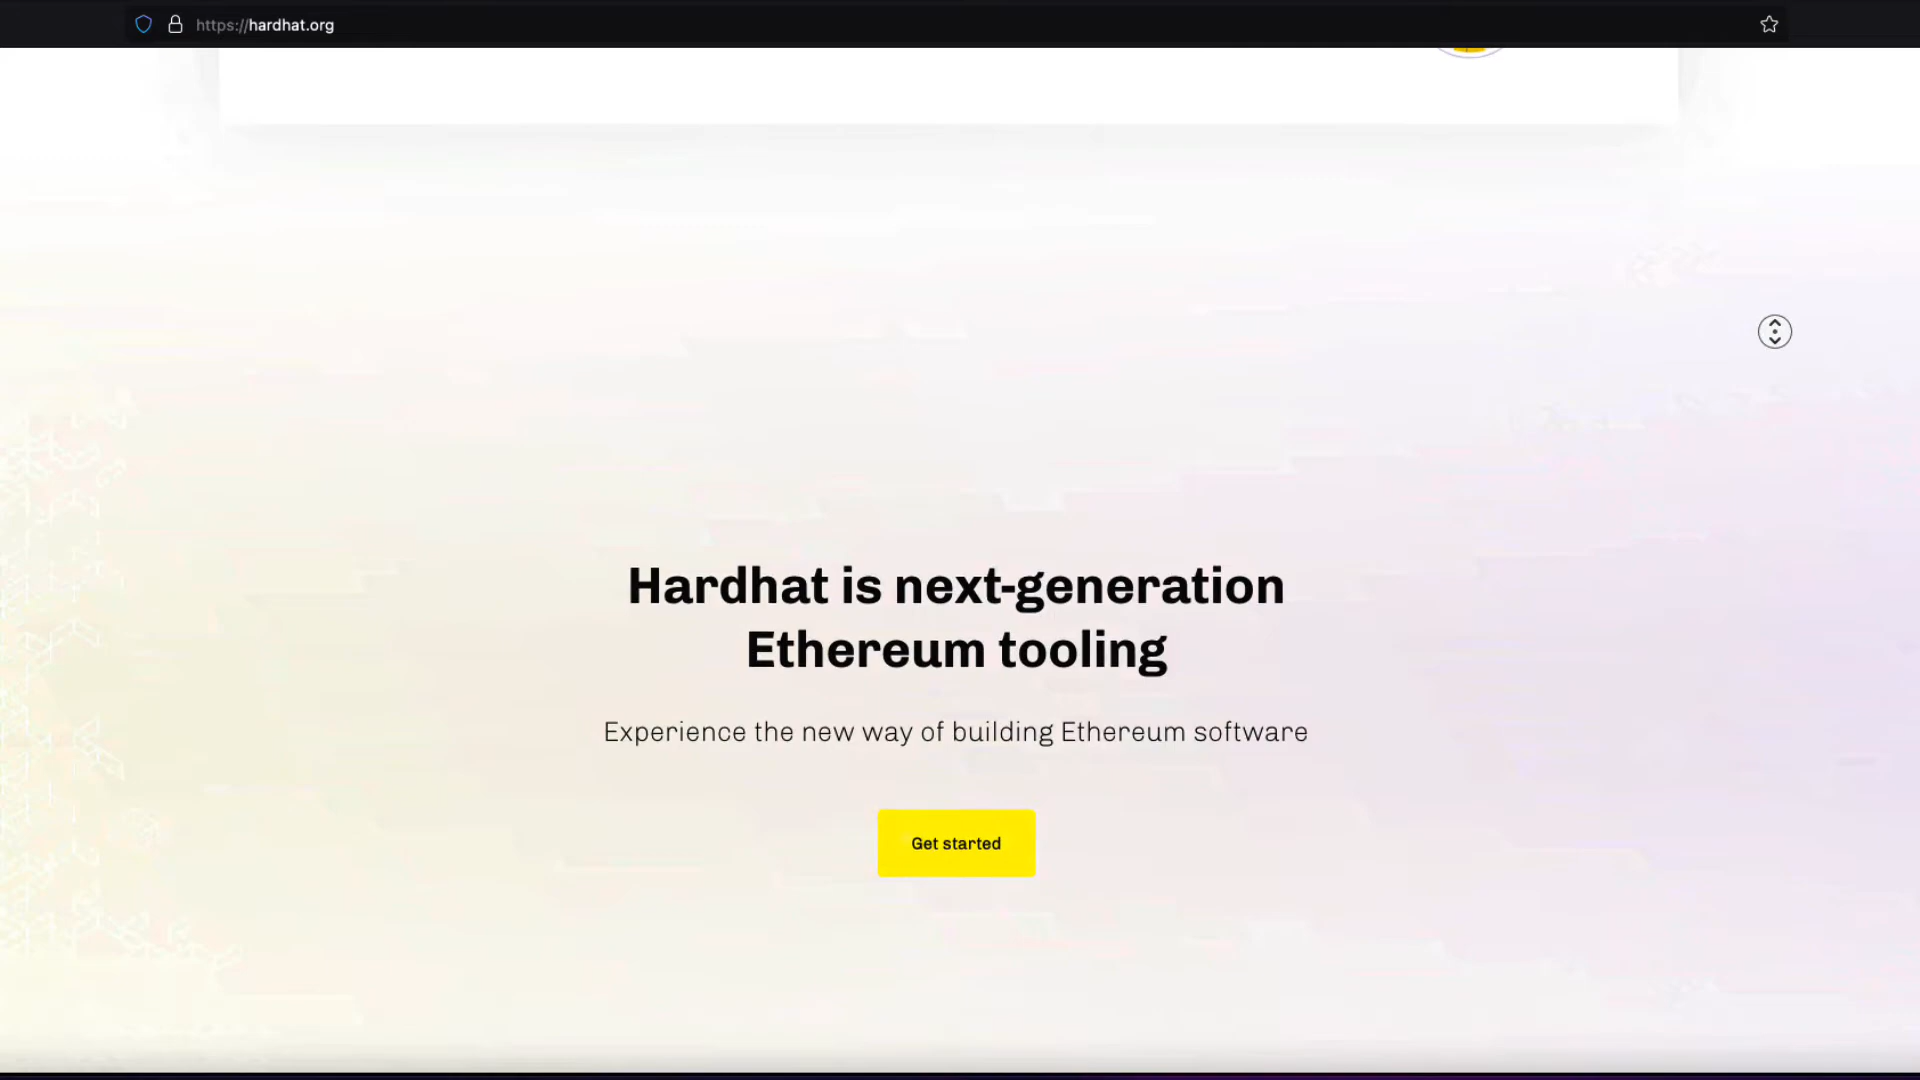 https://hardhat.org
Hardhat is next-generation
Ethereum tooling
Experience the new way of building Ethereum software
Get started